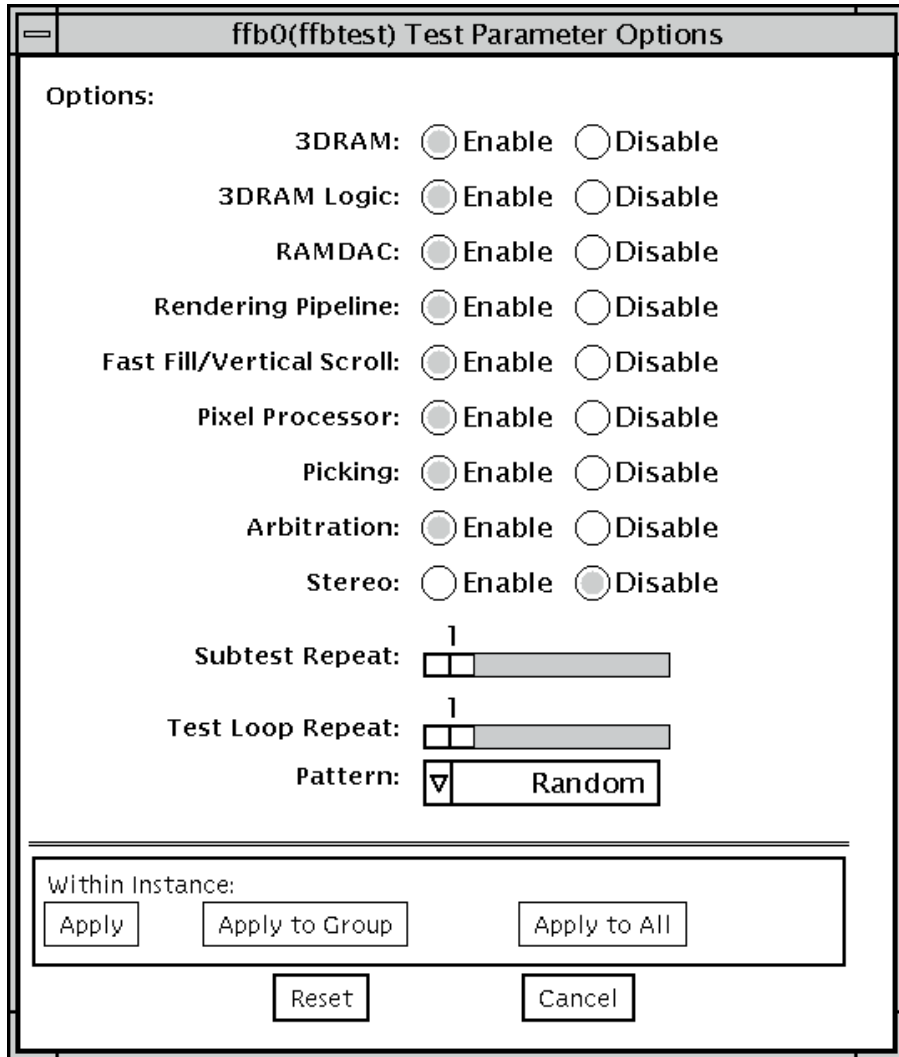 ffb0(ffbtest) Test Parameter Options
Options:
3DRAM: Enable Disable
3DRAM Logic: Enable Disable
RAMDAC: Enable Disable
Rendering Pipeline: Enable Disable
Fast Fill/Vertical Scroll: Enable Disable
Pixel Processor: Enable Disable
Picking: Enable Disable
Arbitration: Enable Disable
Stereo: Enable Disable
1
Subtest Repeat:
1
Test Loop Repeat:
Pattern: Random
Within Instance:
Apply Apply to Group Apply to All
Reset Cancel